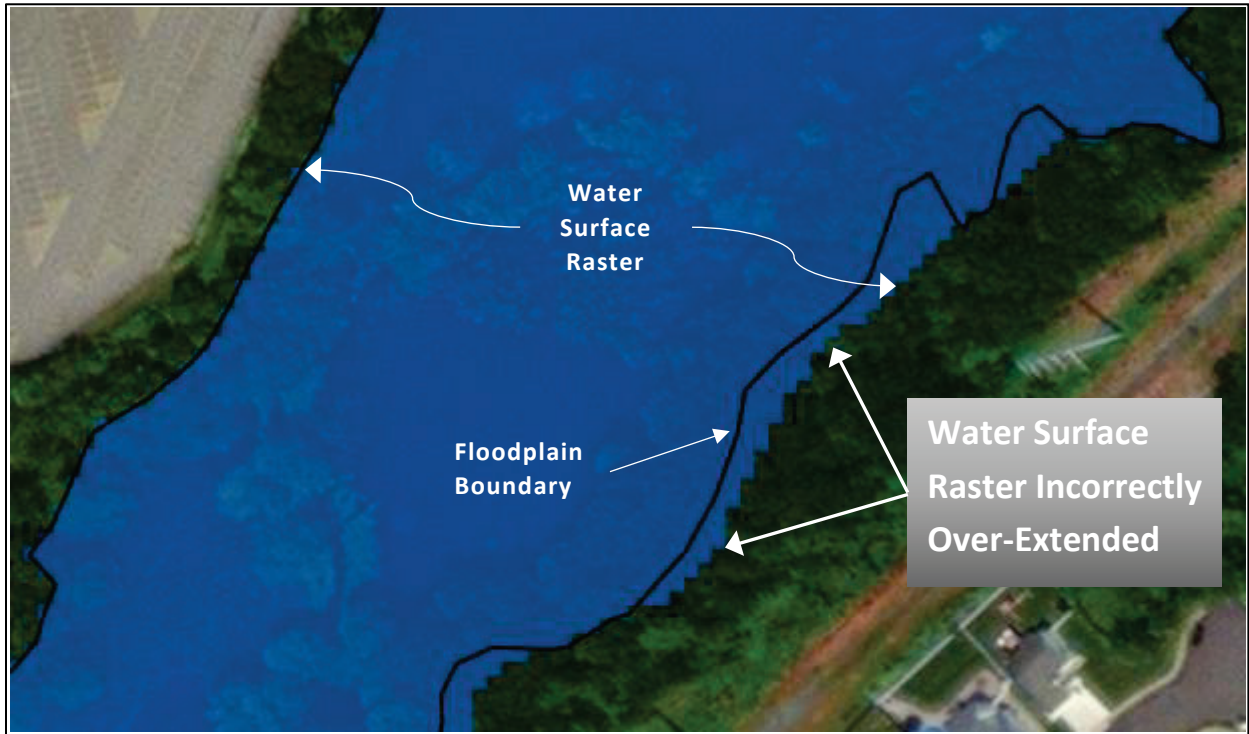 Water
Surface
Raster
Floodplain
Boundary
Water Surface
Raster Incorrectly
Over-Extended